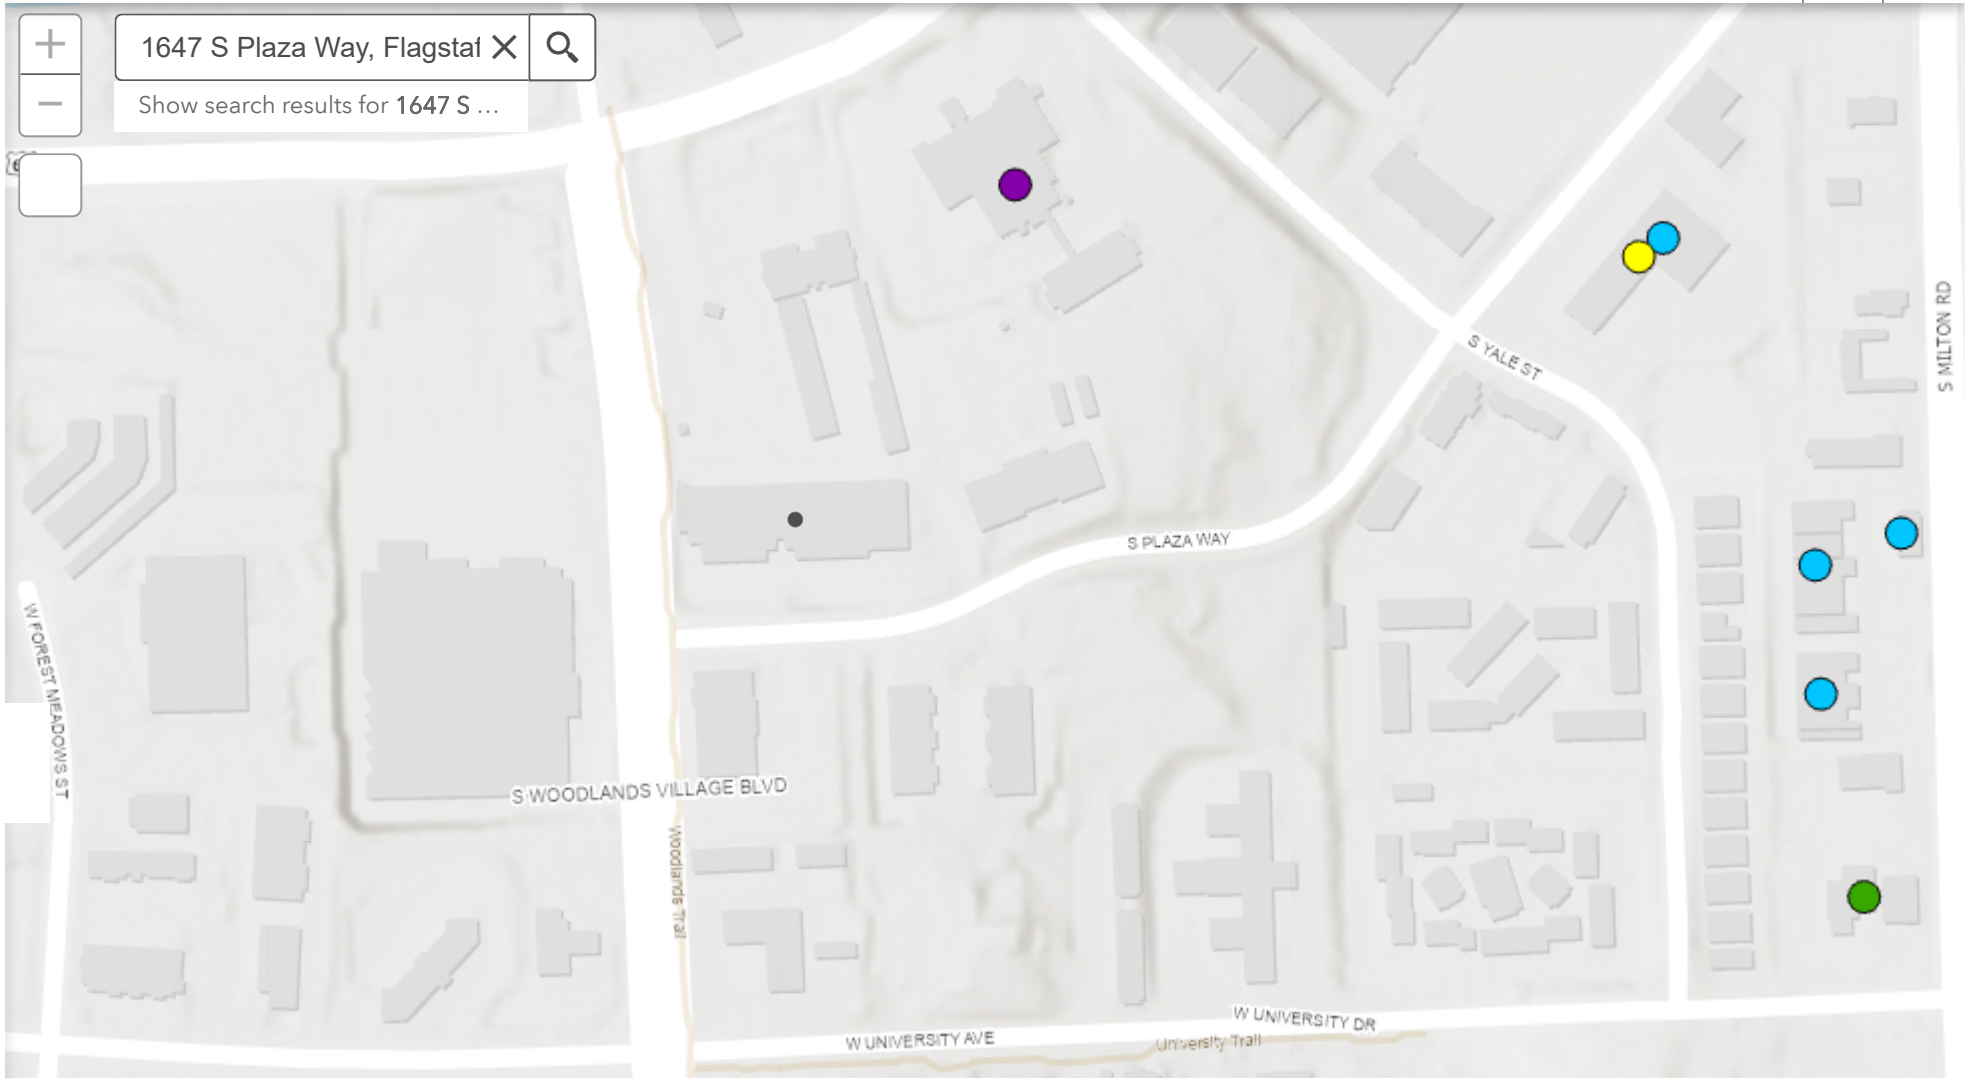 +
1647 S Plaza Way, Flagstaf
Show search results for 1647 S ...
−
6
S YALE ST
S MILTON RD
S PLAZA WAY
W FOREST MEADOWS ST
S WOODLANDS VILLAGE BLVD
Woodlands Trail
W UNIVERSITY DR
W UNIVERSITY AVE
University Trail